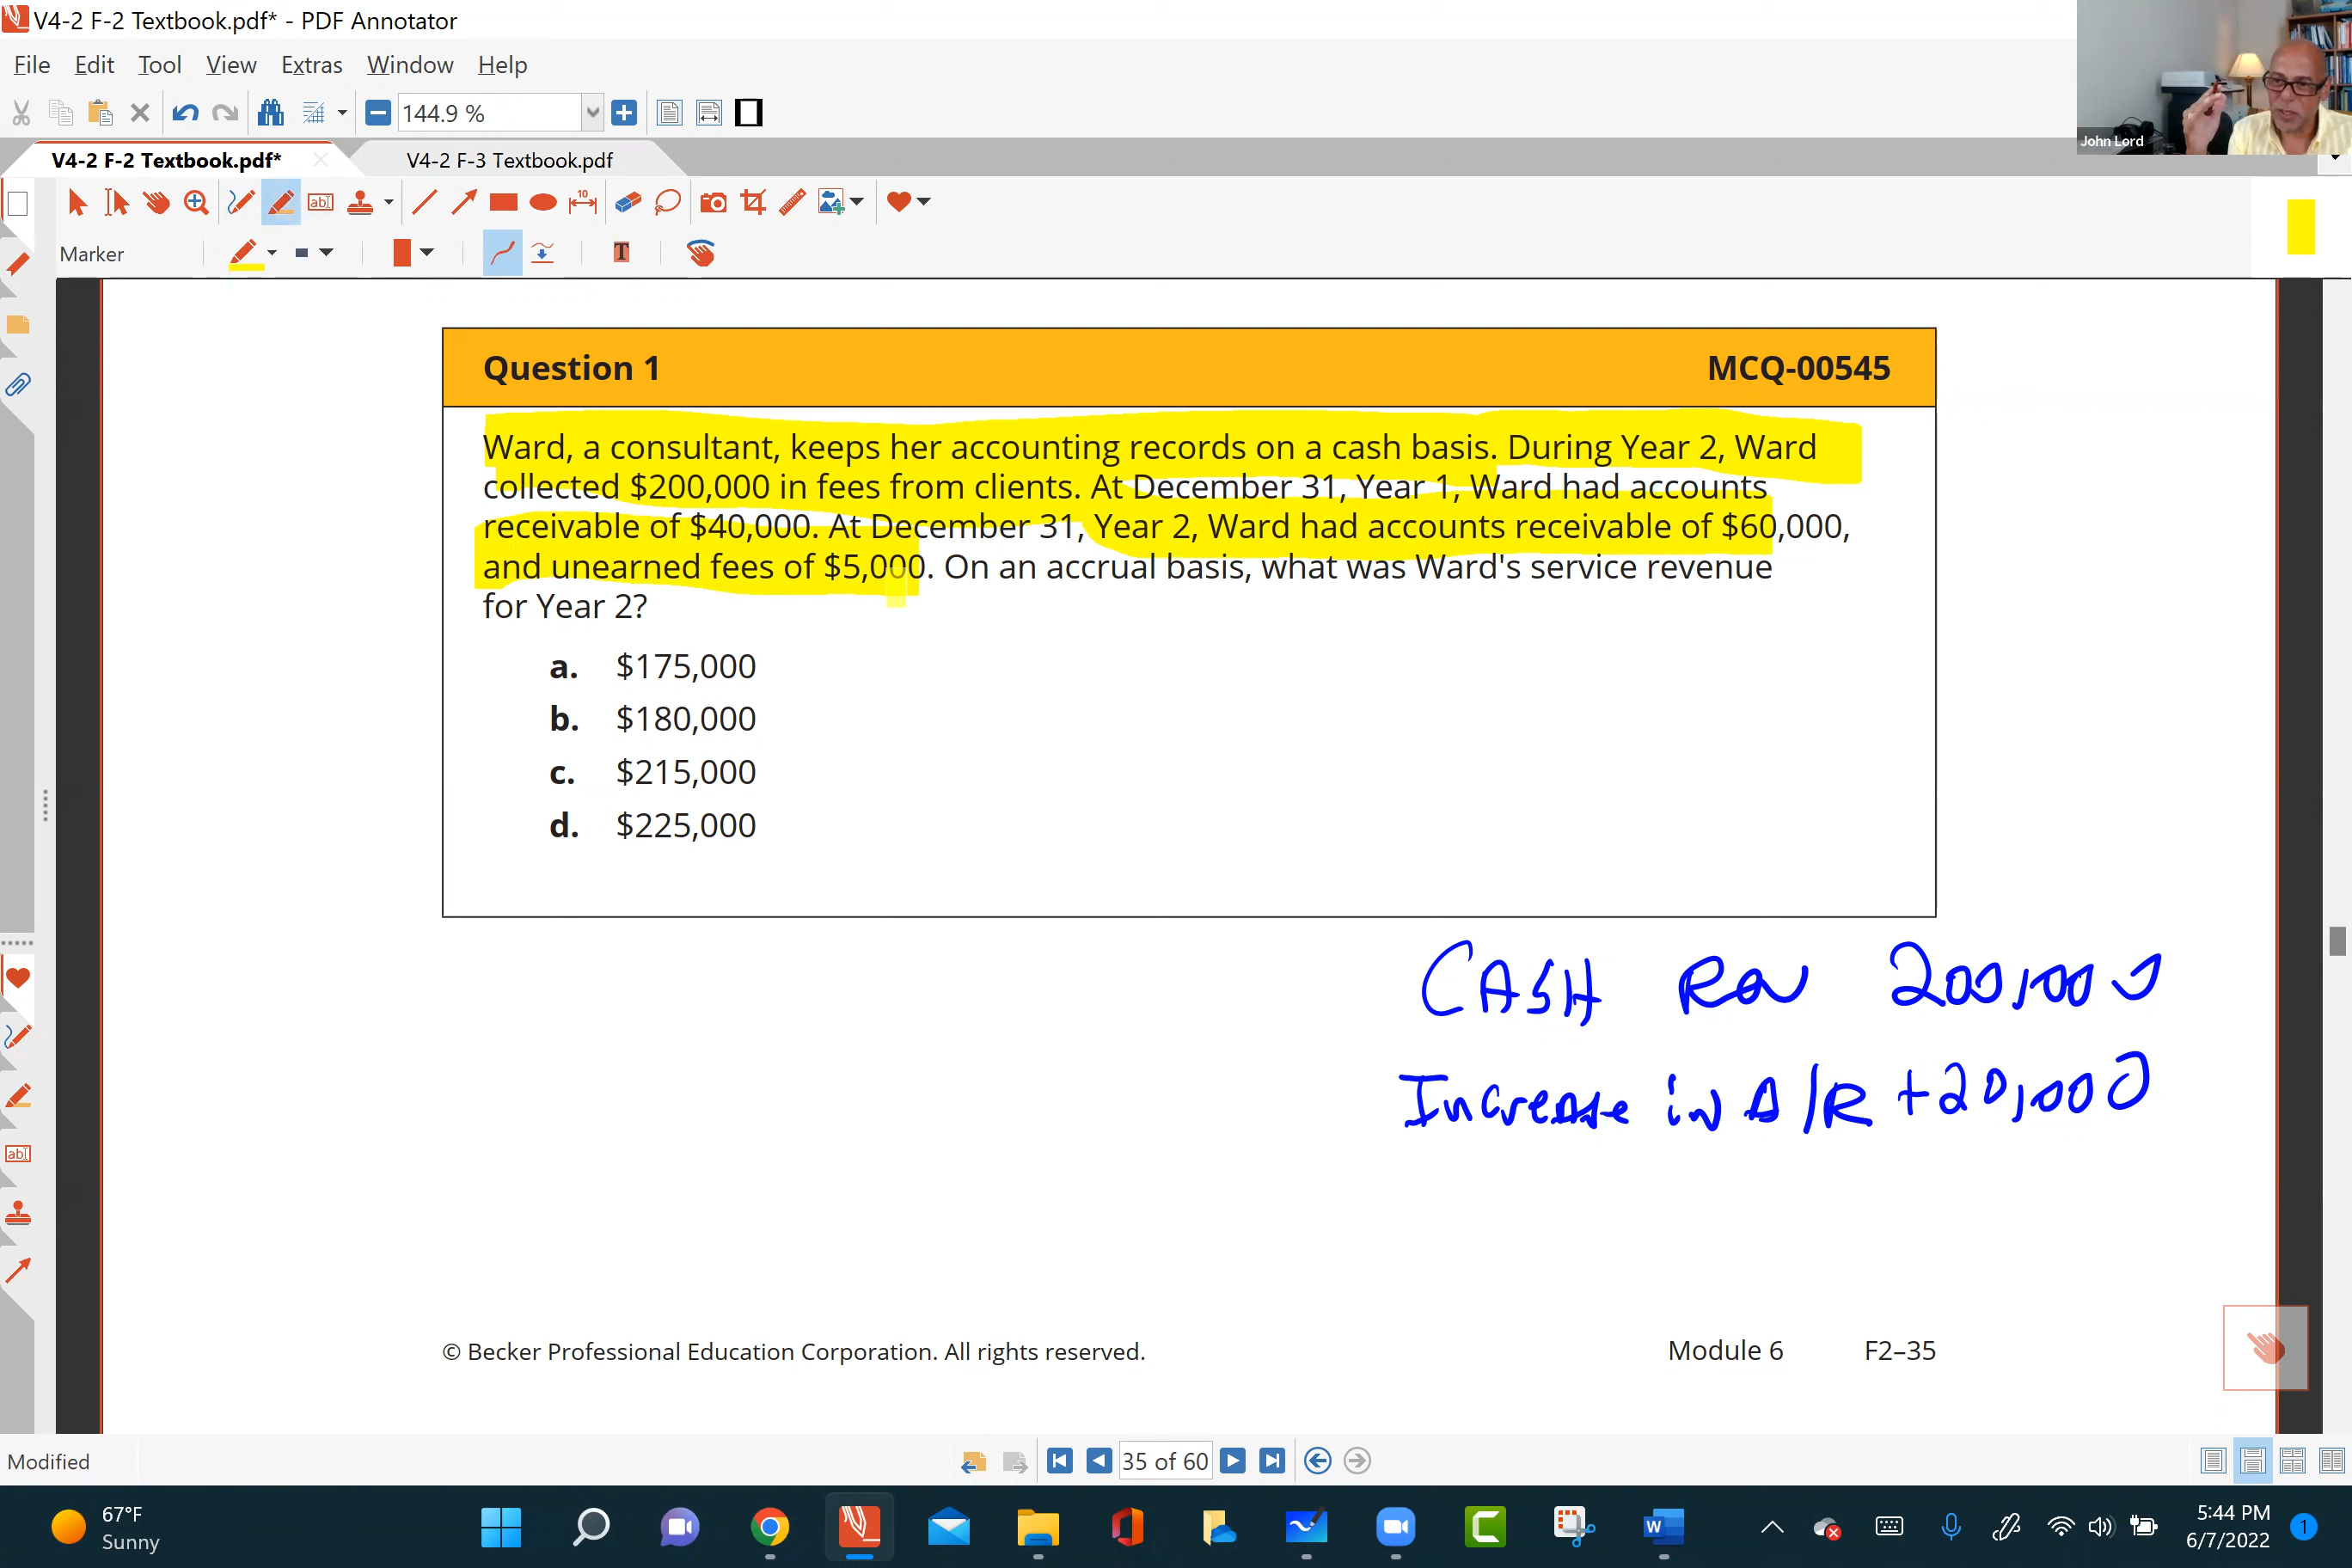 V4-2 F-2 Textbook.pdf* - PDF Annotator
File Edit Tool View Extras Window Help
144.9 %
John Lord
V4-2 F-2 Textbook.pdf* V4-2 F-3 Textbook.pdf
Marker
Question 1 MCQ-00545
Ward, a consultant, keeps her accounting records on a cash basis. During Year 2, Ward
collected $200,000 in fees from clients. At December 31, Year 1, Ward had accounts
receivable of $40,000. At December 31, Year 2, Ward had accounts receivable of $60,000,
and unearned fees of $5,000. On an accrual basis, what was Ward's service revenue
for Year 2?
a. $175,000
b. $180,000
c. $215,000
d. $225,000
CASH Rev 200,000
Increase in A/R +20,000
© Becker Professional Education Corporation. All rights reserved.
Module 6 F2–35
Modified
35 of 60
67°F
Sunny
5:44 PM
6/7/2022
1